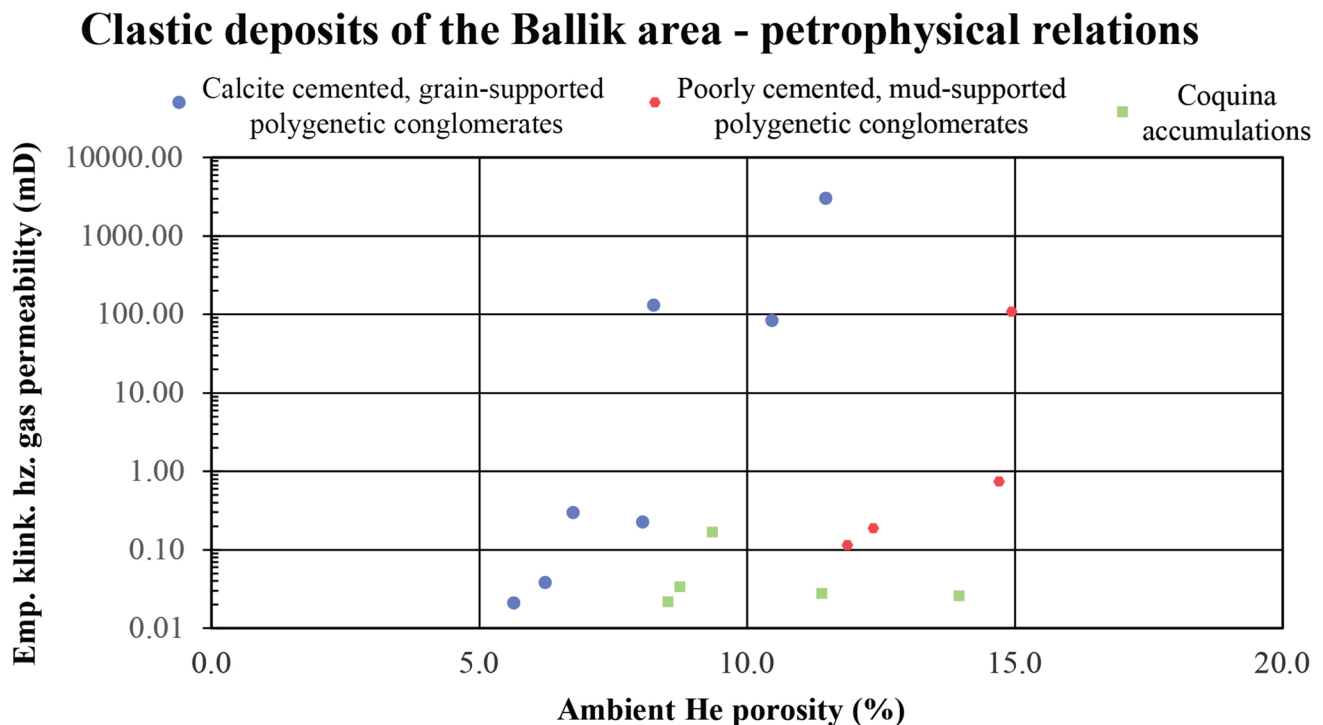 Clastic deposits of the Ballik area - petrophysical relations
Calcite cemented, grain-supported
polygenetic conglomerates
Poorly cemented, mud-supported
polygenetic conglomerates
Coquina
accumulations
Emp. klink. hz. gas permeability (mD)
10000.00
1000.00
100.00
10.00
1.00
0.10
0.01
0.0
5.0
10.0
15.0
20.0
Ambient He porosity (%)